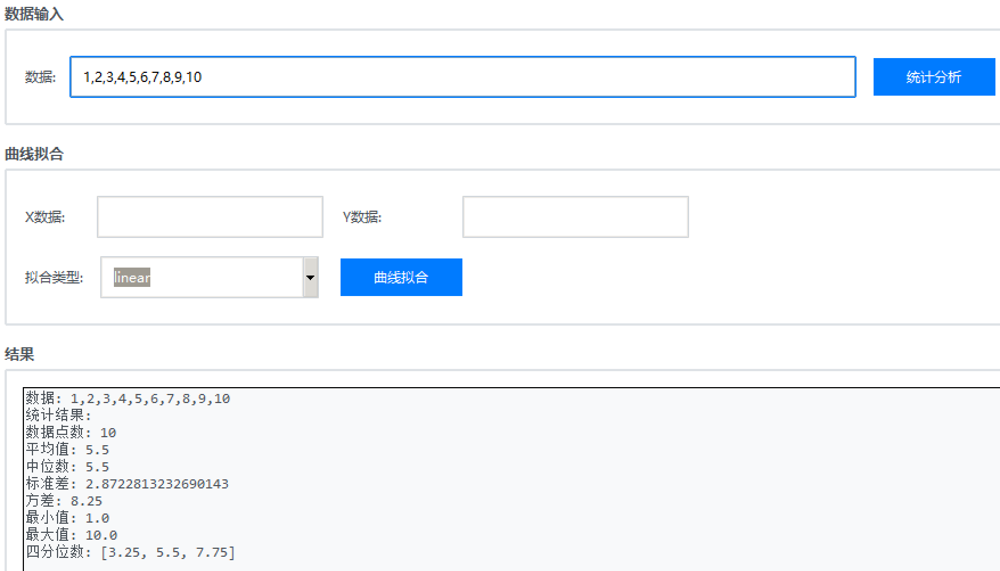 数据输入
数据: 1,2,3,4,5,6,7,8,9,10 统计分析
曲线拟合
X数据: Y数据:
拟合类型: linear 曲线拟合
结果
数据: 1,2,3,4,5,6,7,8,9,10
统计结果:
数据点数: 10
平均值: 5.5
中位数: 5.5
标准差: 2.8722813232690143
方差: 8.25
最小值: 1.0
最大值: 10.0
四分位数: [3.25, 5.5, 7.75]